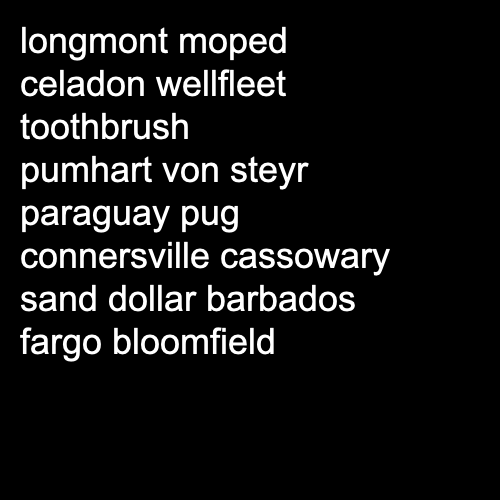 longmont moped
celadon wellfleet
toothbrush
pumhart von steyr
paraguay pug
connersville cassowary
sand dollar barbados
fargo bloomfield